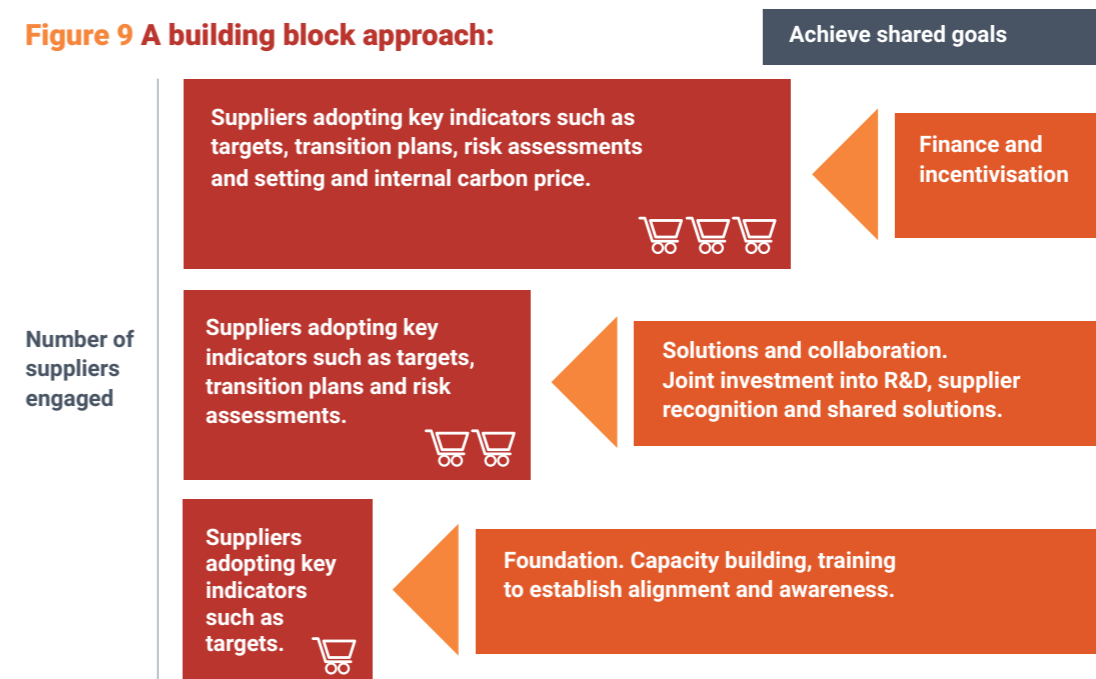 Figure 9 A building block approach:
Achieve shared goals
Suppliers adopting key indicators such as
targets, transition plans, risk assessments
and setting and internal carbon price.
Finance and
incentivisation
Number of
suppliers
engaged
Suppliers adopting key
indicators such as targets,
transition plans and risk
assessments.
Solutions and collaboration.
Joint investment into R&D, supplier
recognition and shared solutions.
Suppliers
adopting key
indicators
such as
targets.
Foundation. Capacity building, training
to establish alignment and awareness.